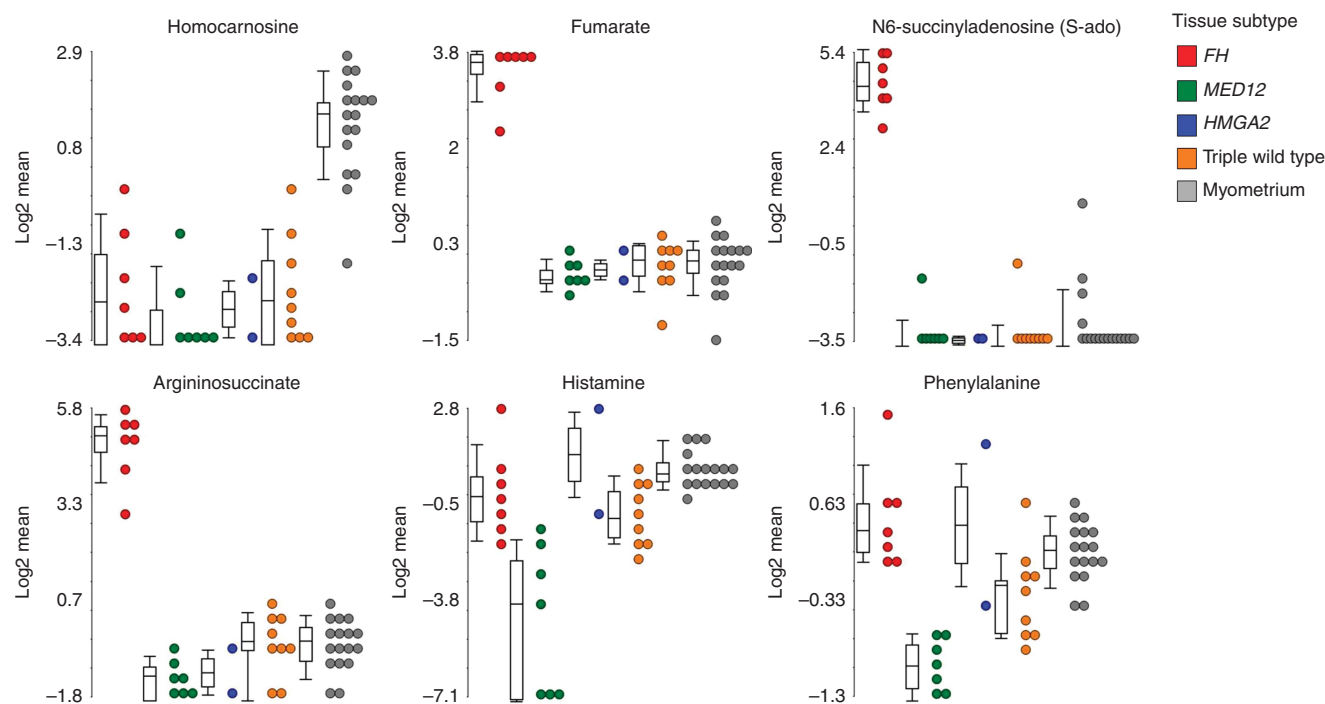 Homocarnosine
Fumarate
N6-succinyladenosine (S-ado)
Tissue subtype
FH
MED12
HMGA2
Triple wild type
Myometrium
Log2 mean
2.9
0.8
−1.3
−3.4
Log2 mean
3.8
2
0.3
−1.5
Log2 mean
5.4
2.4
−0.5
−3.5
Argininosuccinate
Histamine
Phenylalanine
Log2 mean
5.8
3.3
0.7
−1.8
Log2 mean
2.8
−0.5
−3.8
−7.1
Log2 mean
1.6
0.63
−0.33
−1.3